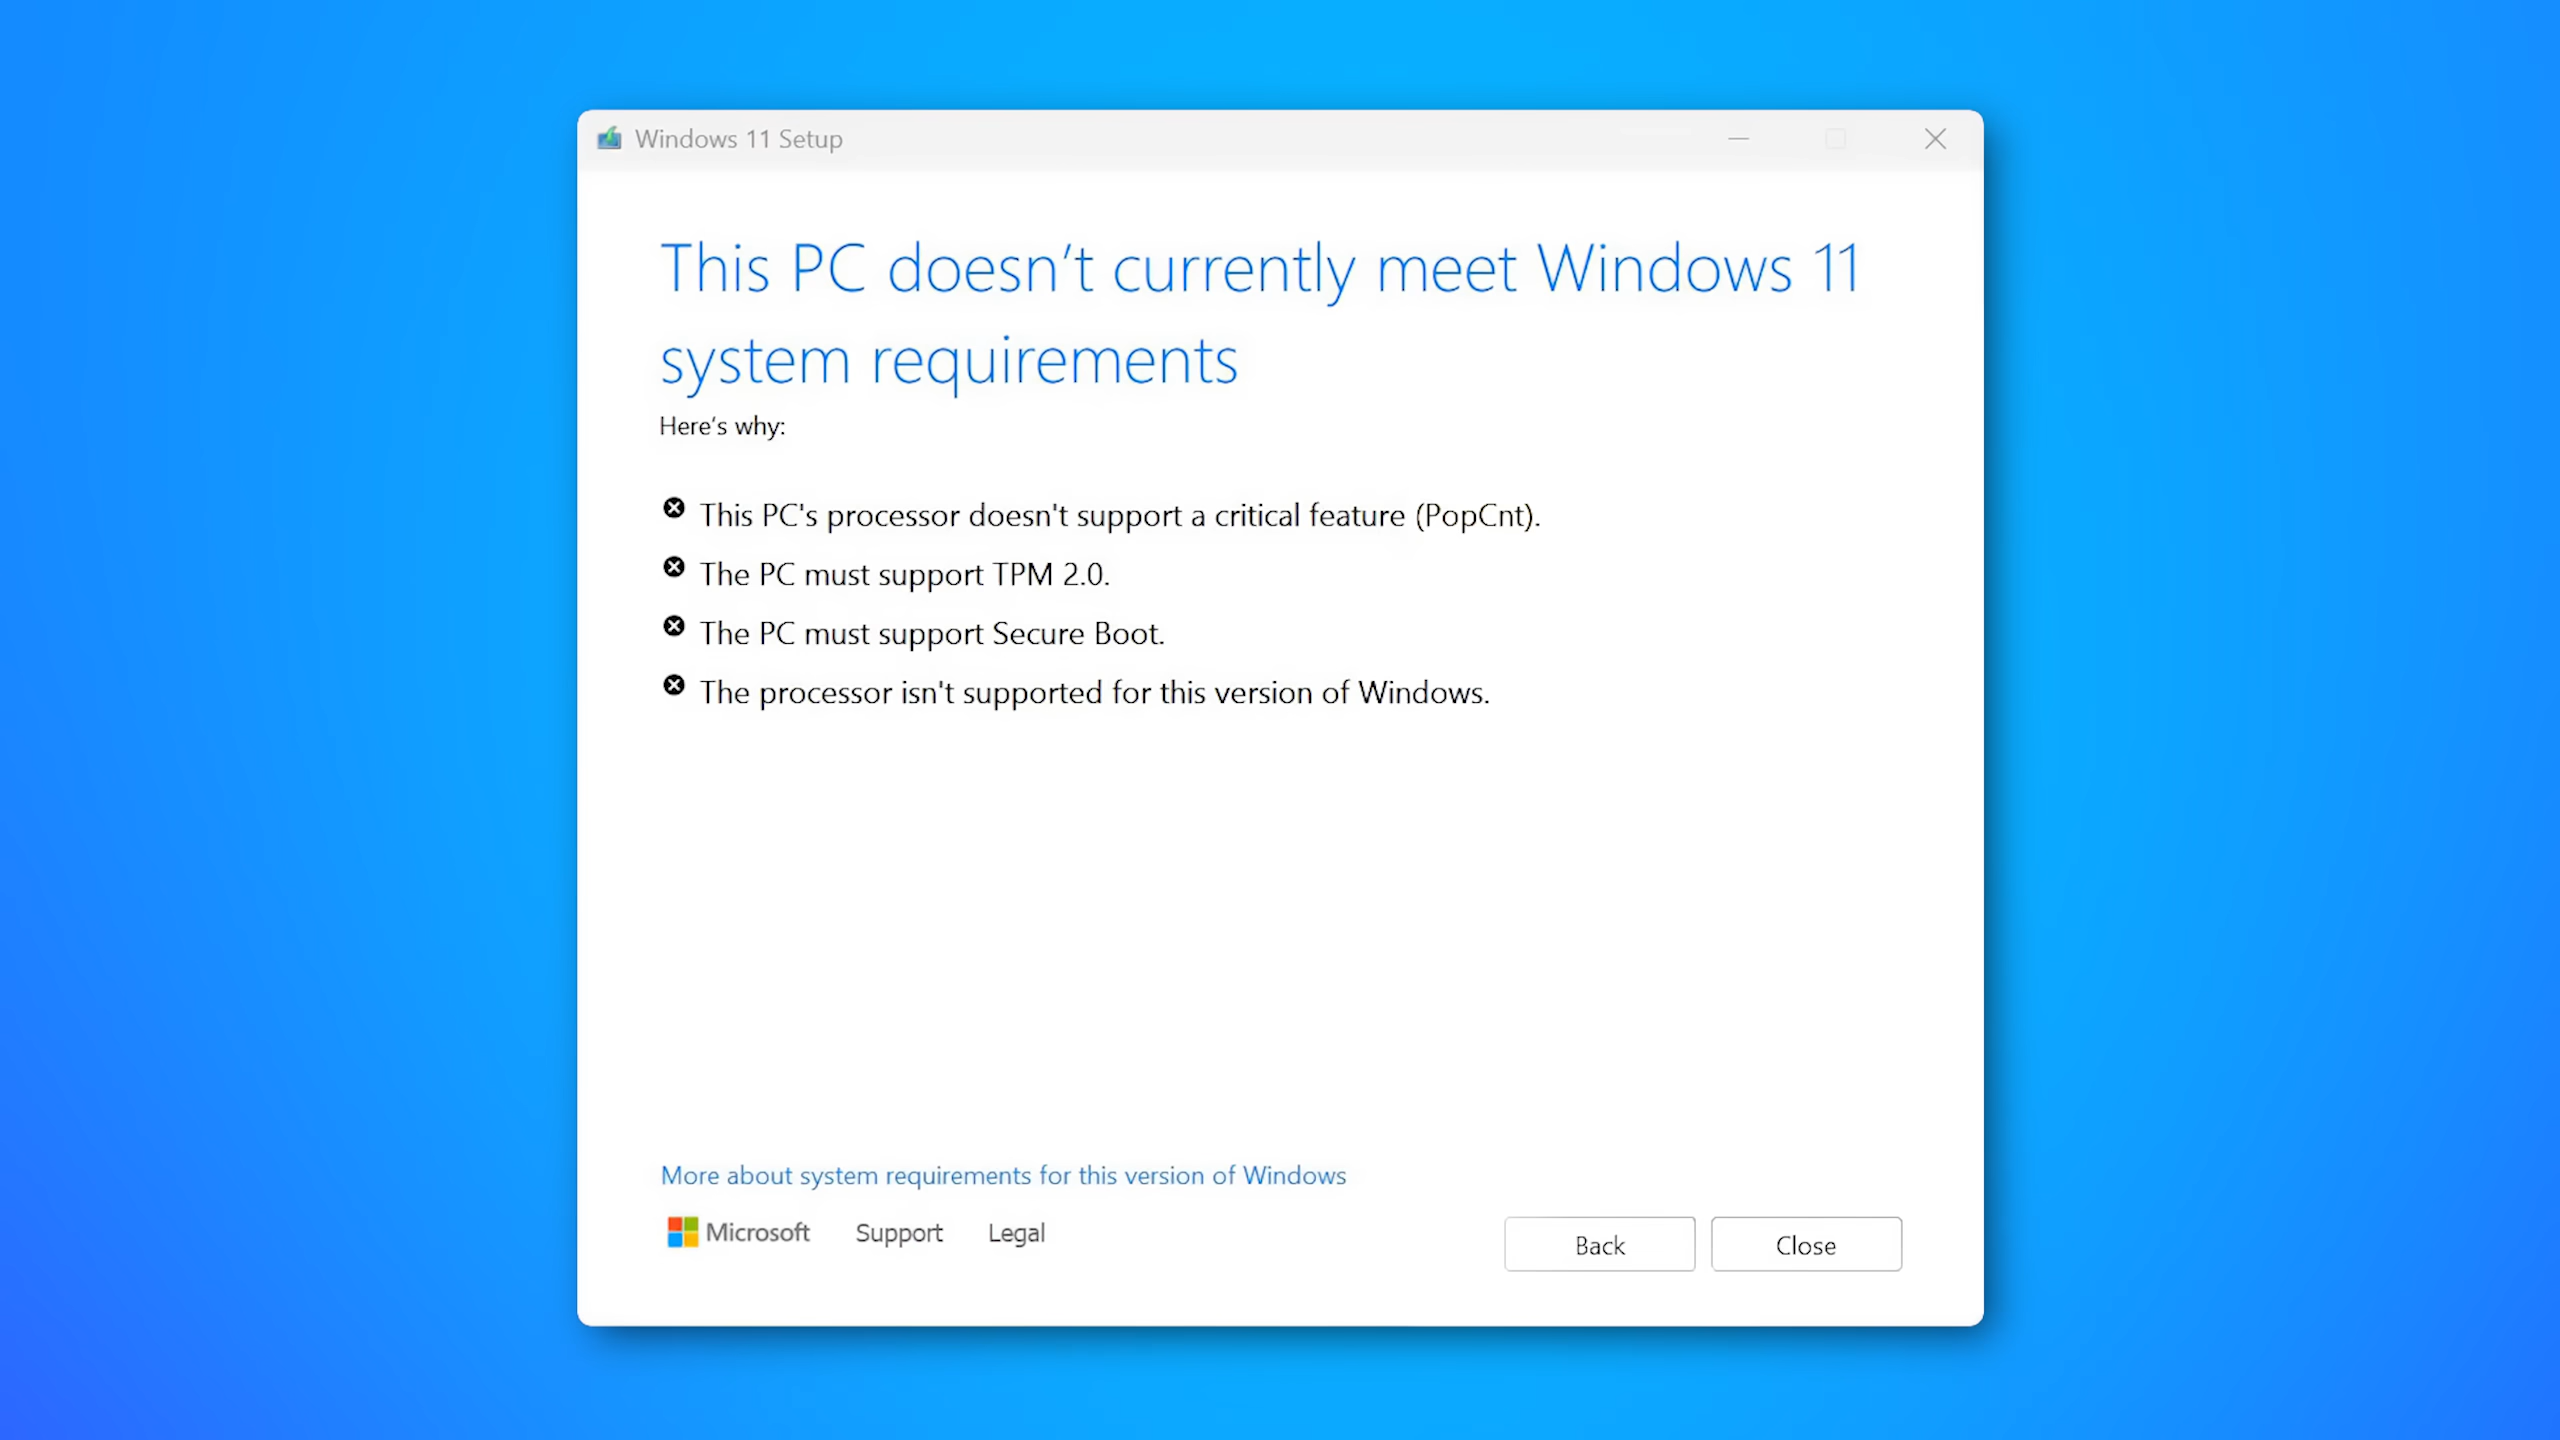 Windows 11 Setup
This PC doesn’t currently meet Windows 11
system requirements
Here’s why:
This PC's processor doesn't support a critical feature (PopCnt).
The PC must support TPM 2.0.
The PC must support Secure Boot.
The processor isn't supported for this version of Windows.
More about system requirements for this version of Windows
Microsoft Support Legal
Back Close